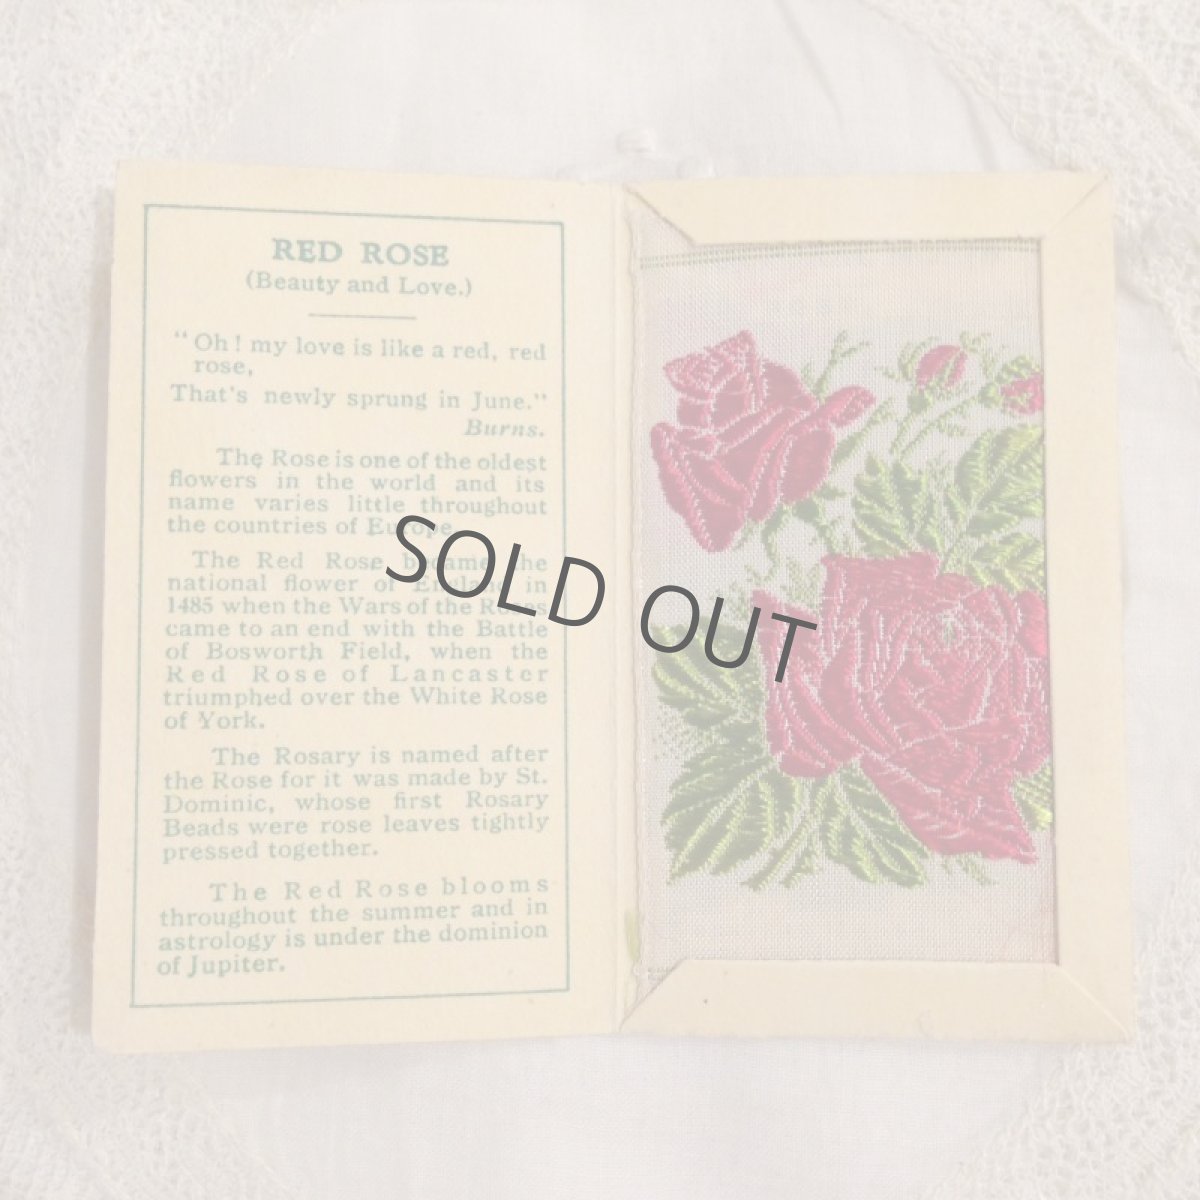 RED ROSE
(Beauty and Love.)
"Oh! my love is like a red, red
rose,
That's newly sprung in June."
Burns.
The Rose is one of the oldest
flowers in the world and its
name varies little throughout
the countries of Europe.
The Red Rose became the
national flower of England in
1485 when the Wars of the Roses
came to an end with the Battle
of Bosworth Field, when the
Red Rose of Lancaster
triumphed over the White Rose
of York.
The Rosary is named after
the Rose for it was made by St.
Dominic, whose first Rosary
Beads were rose leaves tightly
pressed together.
The Red Rose blooms
throughout the summer and in
astrology is under the dominion
of Jupiter.
SOLD OUT